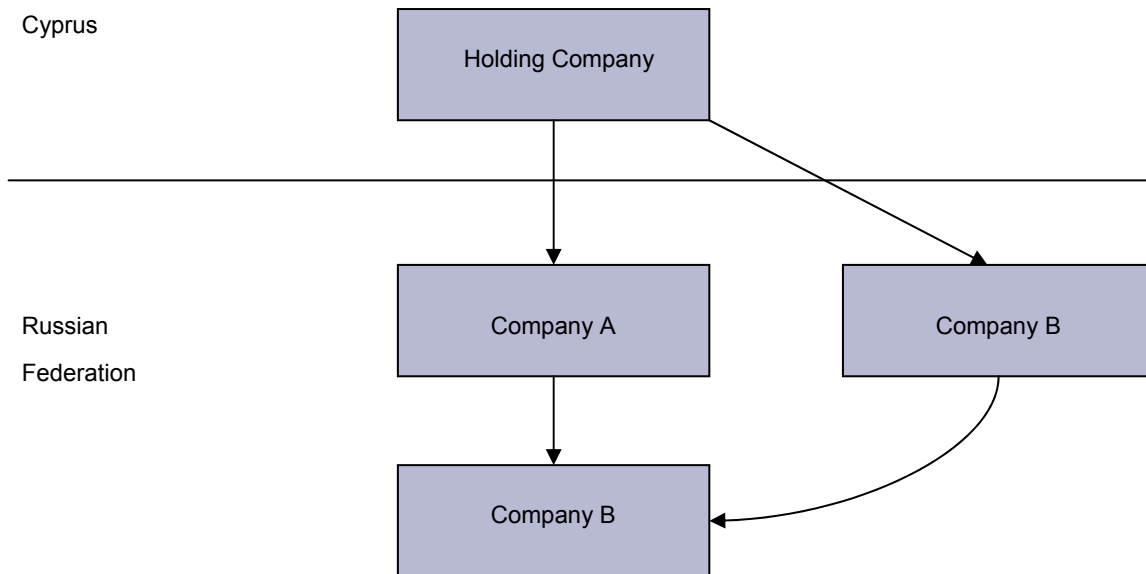 Cyprus
Holding Company
Russian
Federation
Company A
Company B
Company B